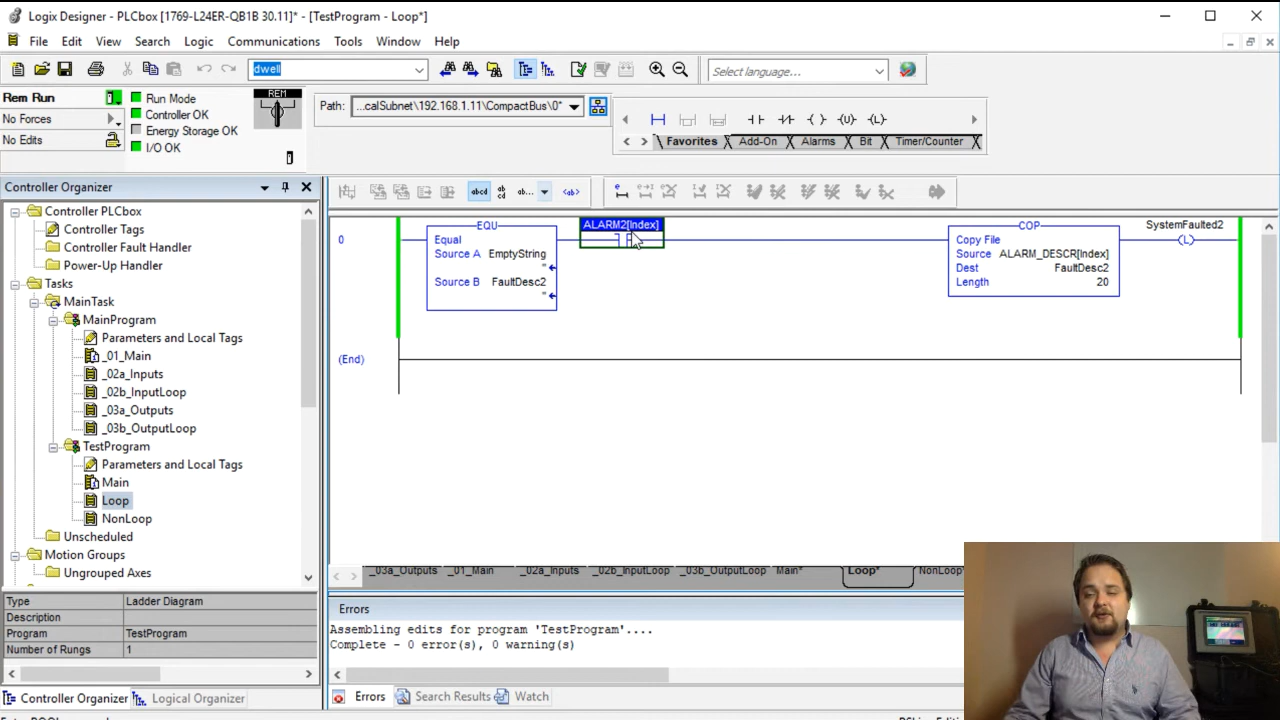 Logix Designer - PLCbox [1769-L24ER-QB1B 30.11]* - [TestProgram - Loop*]
File Edit View Search Logic Communications Tools Window Help
dwell
Select language...
Rem Run
No Forces
No Edits
Run Mode
Controller OK
Energy Storage OK
I/O OK
REM
Path: ...calSubnet\192.168.1.11\CompactBus\0*
Favorites Add-On Alarms Bit Timer/Counter
Controller Organizer
Controller PLCbox
Controller Tags
Controller Fault Handler
Power-Up Handler
Tasks
MainTask
MainProgram
Parameters and Local Tags
_01_Main
_02a_Inputs
_02b_InputLoop
_03a_Outputs
_03b_OutputLoop
TestProgram
Parameters and Local Tags
Main
Loop
NonLoop
Unscheduled
Motion Groups
Ungrouped Axes
Type Ladder Diagram
Description
Program TestProgram
Number of Rungs 1
Controller Organizer Logical Organizer
0
EQU
Equal
Source A EmptyString
''
Source B FaultDesc2
''
ALARM2[Index]
COP
Copy File
Source ALARM_DESCR[Index]
Dest FaultDesc2
Length 20
SystemFaulted2
L
(End)
_03a_Outputs _01_Main _02a_Inputs _02b_InputLoop _03b_OutputLoop Main* Loop* NonLoop
Errors
Assembling edits for program 'TestProgram'....
Complete - 0 error(s), 0 warning(s)
Errors Search Results Watch